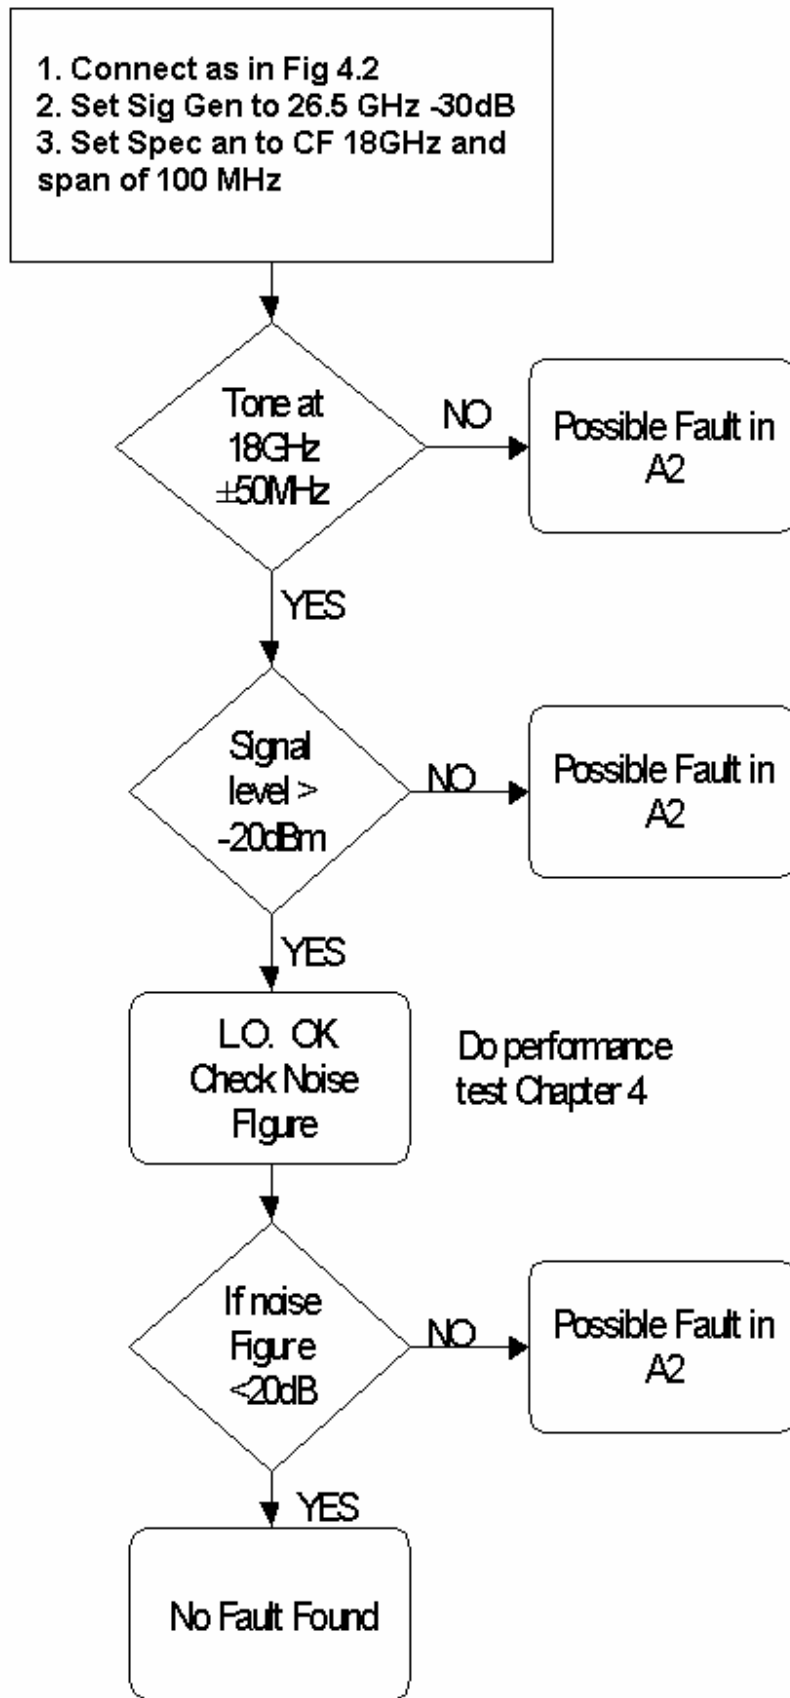 1. Connect as in Fig 4.2
2. Set Sig Gen to 26.5 GHz -30dB
3. Set Spec an to CF 18GHz and
span of 100 MHz
Tone at
18GHz
±50MHz
NO
Possible Fault in
A2
YES
Signal
level >
-20dBm
NO
Possible Fault in
A2
YES
L.O. OK
Check Noise
FIgure
Do performance
test Chapter 4
If noise
Figure
<20dB
NO
Possible Fault in
A2
YES
No Fault Found